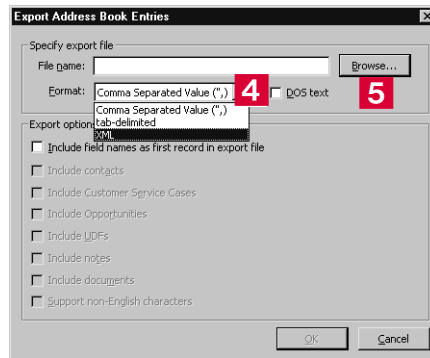 Export Address Book Entries
Specify export file
File name:
Browse...
Format: Comma Separated Value (",) 4 DOS text 5
Comma Separated Value (",)
tab-delimited
XML
Export option
Include field names as first record in export file
Include contacts
Include Customer Service Cases
Include Opportunities
Include UDFs
Include notes
Include documents
Support non-English characters
OK Cancel